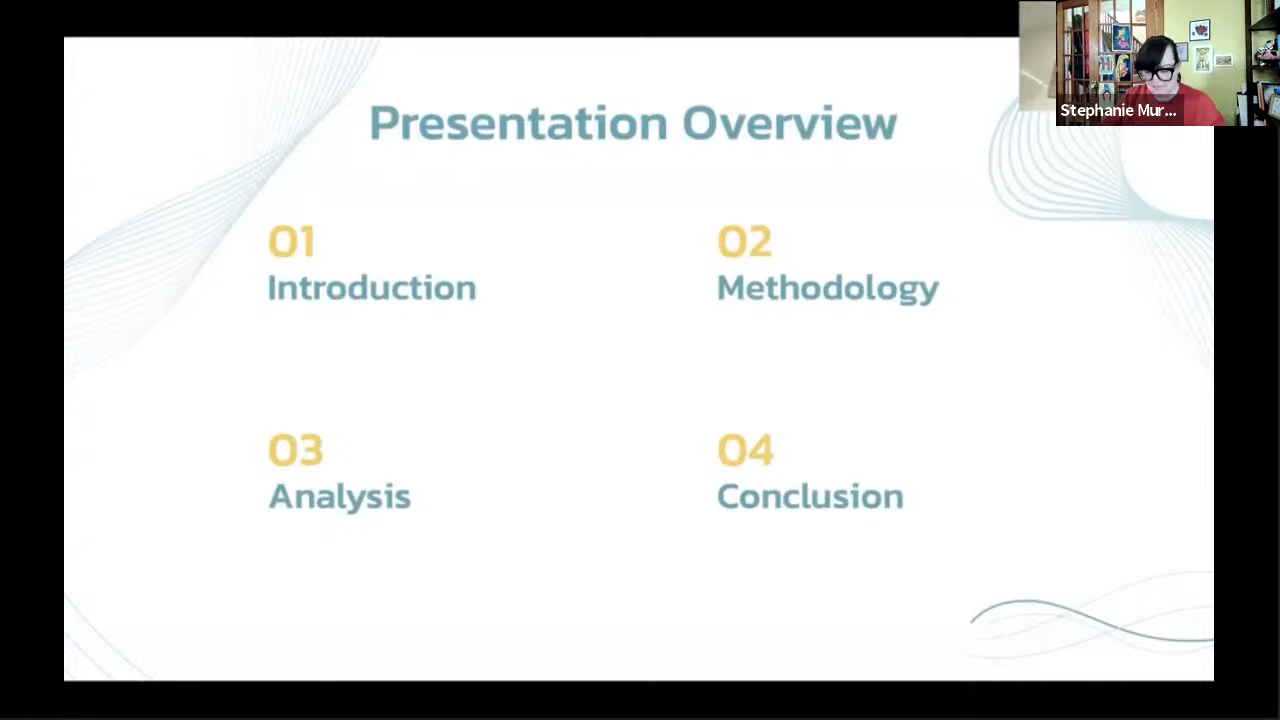 Presentation Overview
01
Introduction
02
Methodology
03
Analysis
04
Conclusion
Stephanie Mur...